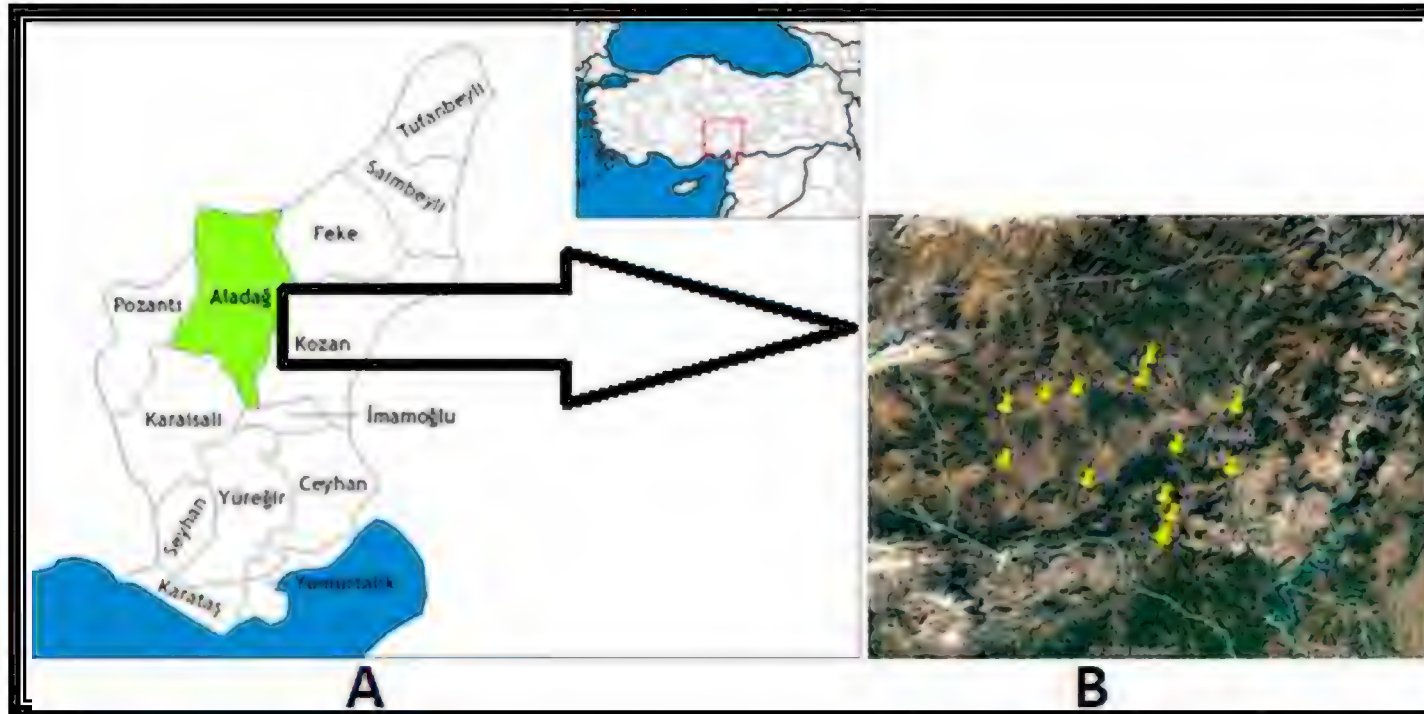 Tufanbeyli
Saimbeyli
Feke
Pozantı
Aladağ
Kozan
Karaisalı
İmamoğlu
Ceyhan
Yüreğir
Seyhan
Yumurtalık
Karataş
A
B